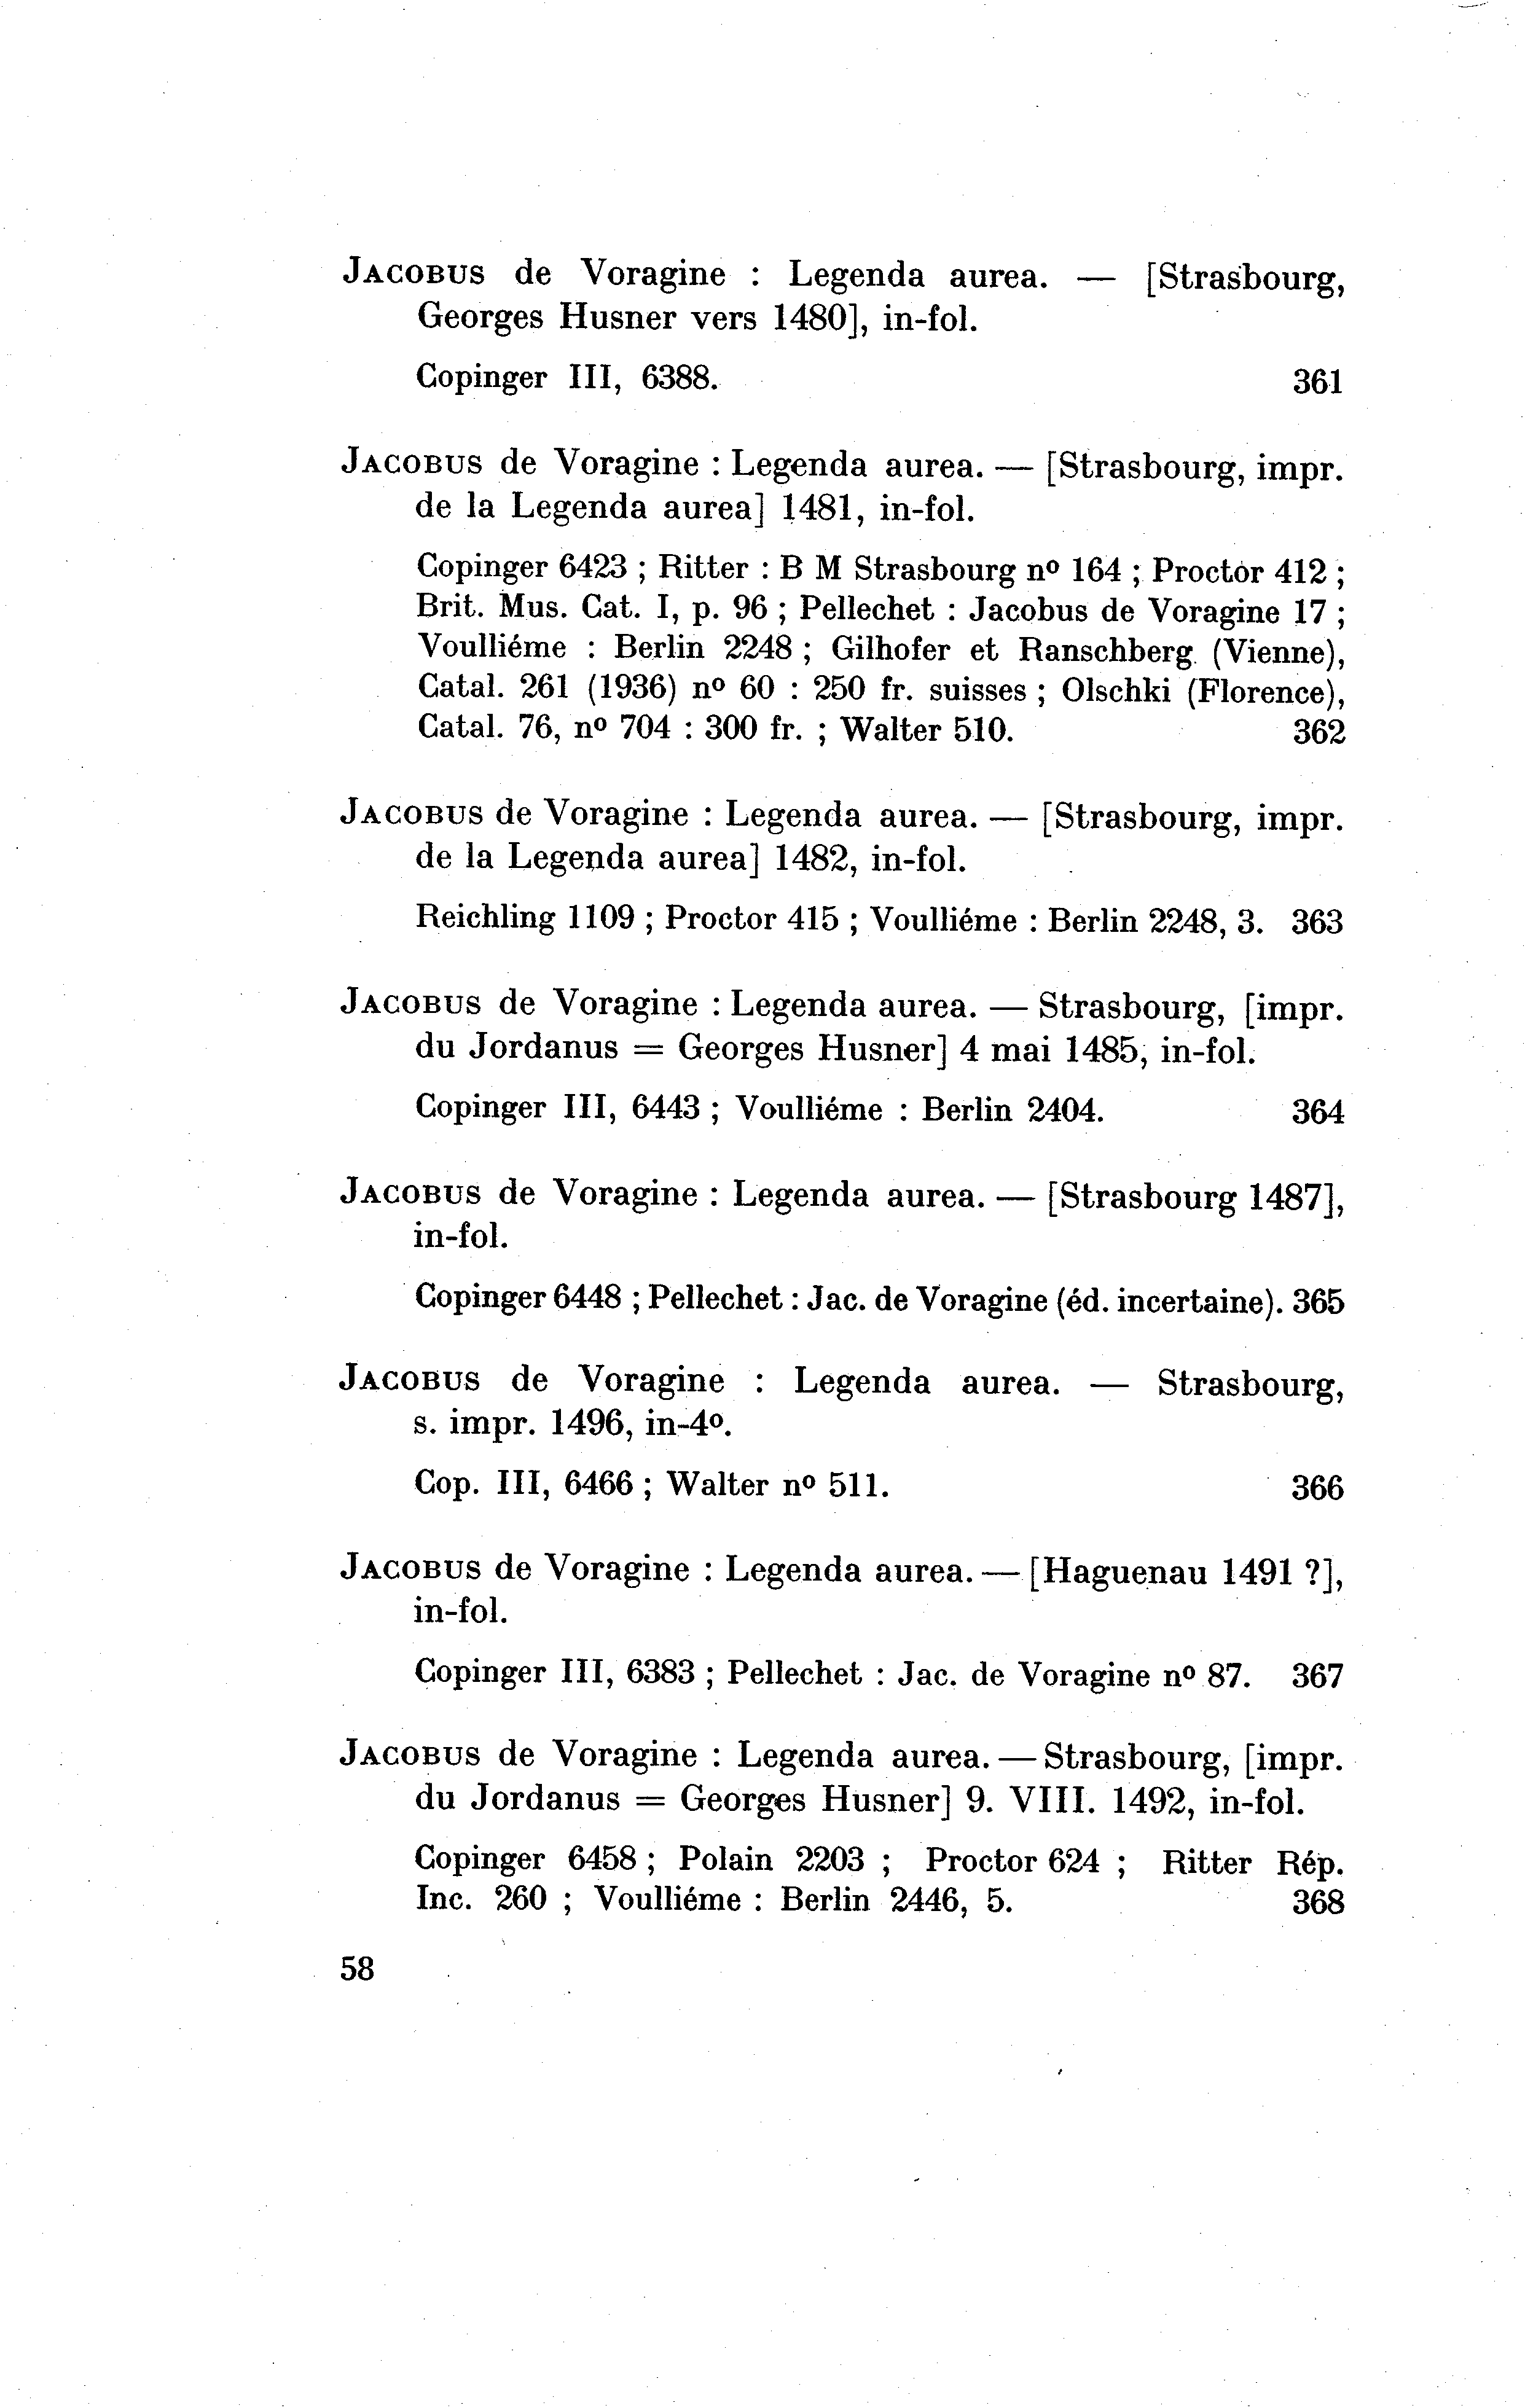 JACOBUS de Voragine : Legenda aurea. — [Strasbourg,
Georges Husner vers 1480], in-fol.
Copinger III, 6388. 361
JACOBUS de Voragine : Legenda aurea. — [Strasbourg, impr.
de la Legenda aurea] 1481, in-fol.
Copinger 6423 ; Ritter : B M Strasbourg nº 164 ; Proctor 412 ;
Brit. Mus. Cat. I, p. 96 ; Pellechet : Jacobus de Voragine 17 ;
Voulliéme : Berlin 2248 ; Gilhofer et Ranschberg (Vienne),
Catal. 261 (1936) nº 60 : 250 fr. suisses ; Olschki (Florence),
Catal. 76, nº 704 : 300 fr. ; Walter 510. 362
JACOBUS de Voragine : Legenda aurea. — [Strasbourg, impr.
de la Legenda aurea] 1482, in-fol.
Reichling 1109 ; Proctor 415 ; Voulliéme : Berlin 2248, 3. 363
JACOBUS de Voragine : Legenda aurea. — Strasbourg, [impr.
du Jordanus = Georges Husner] 4 mai 1485, in-fol.
Copinger III, 6443 ; Voulliéme : Berlin 2404. 364
JACOBUS de Voragine : Legenda aurea. — [Strasbourg 1487],
in-fol.
Copinger 6448 ; Pellechet : Jac. de Voragine (éd. incertaine). 365
JACOBUS de Voragine : Legenda aurea. — Strasbourg,
s. impr. 1496, in-4º.
Cop. III, 6466 ; Walter nº 511. 366
JACOBUS de Voragine : Legenda aurea. — [Haguenau 1491 ?],
in-fol.
Copinger III, 6383 ; Pellechet : Jac. de Voragine nº 87. 367
JACOBUS de Voragine : Legenda aurea. — Strasbourg, [impr.
du Jordanus = Georges Husner] 9. VIII. 1492, in-fol.
Copinger 6458 ; Polain 2203 ; Proctor 624 ; Ritter Rép.
Inc. 260 ; Voulliéme : Berlin 2446, 5. 368
58